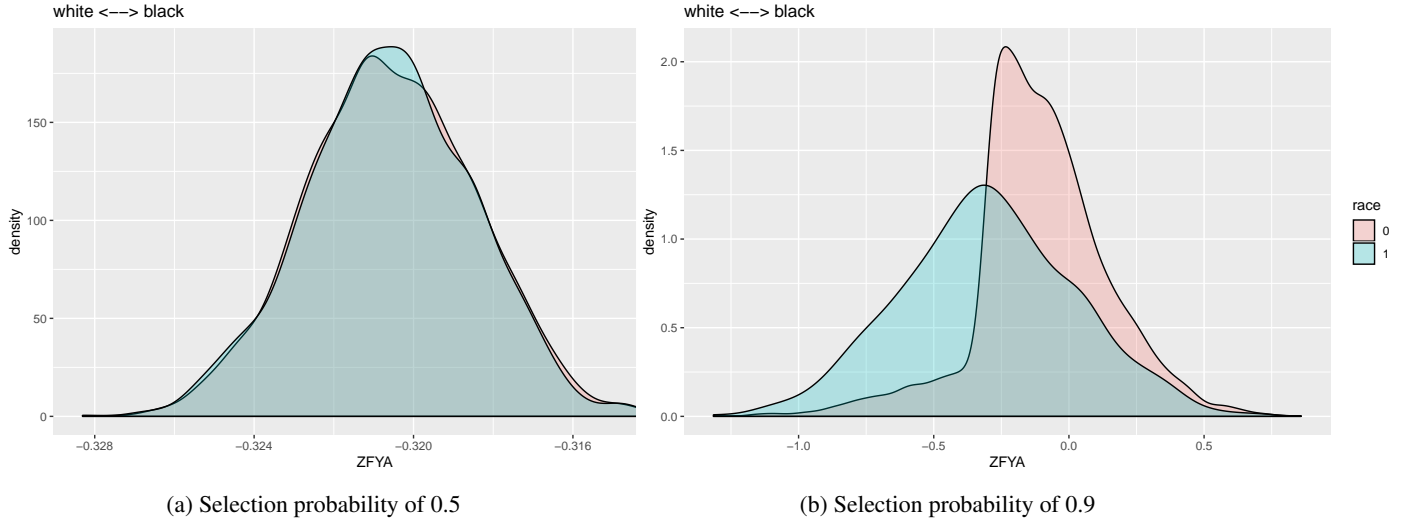 white <−−> black
density
150
100
50
0
−0.328
−0.324
−0.320
−0.316
ZFYA
(a) Selection probability of 0.5
white <−−> black
density
2.0
1.5
1.0
0.5
0.0
−1.0
−0.5
0.0
0.5
ZFYA
race
0
1
(b) Selection probability of 0.9